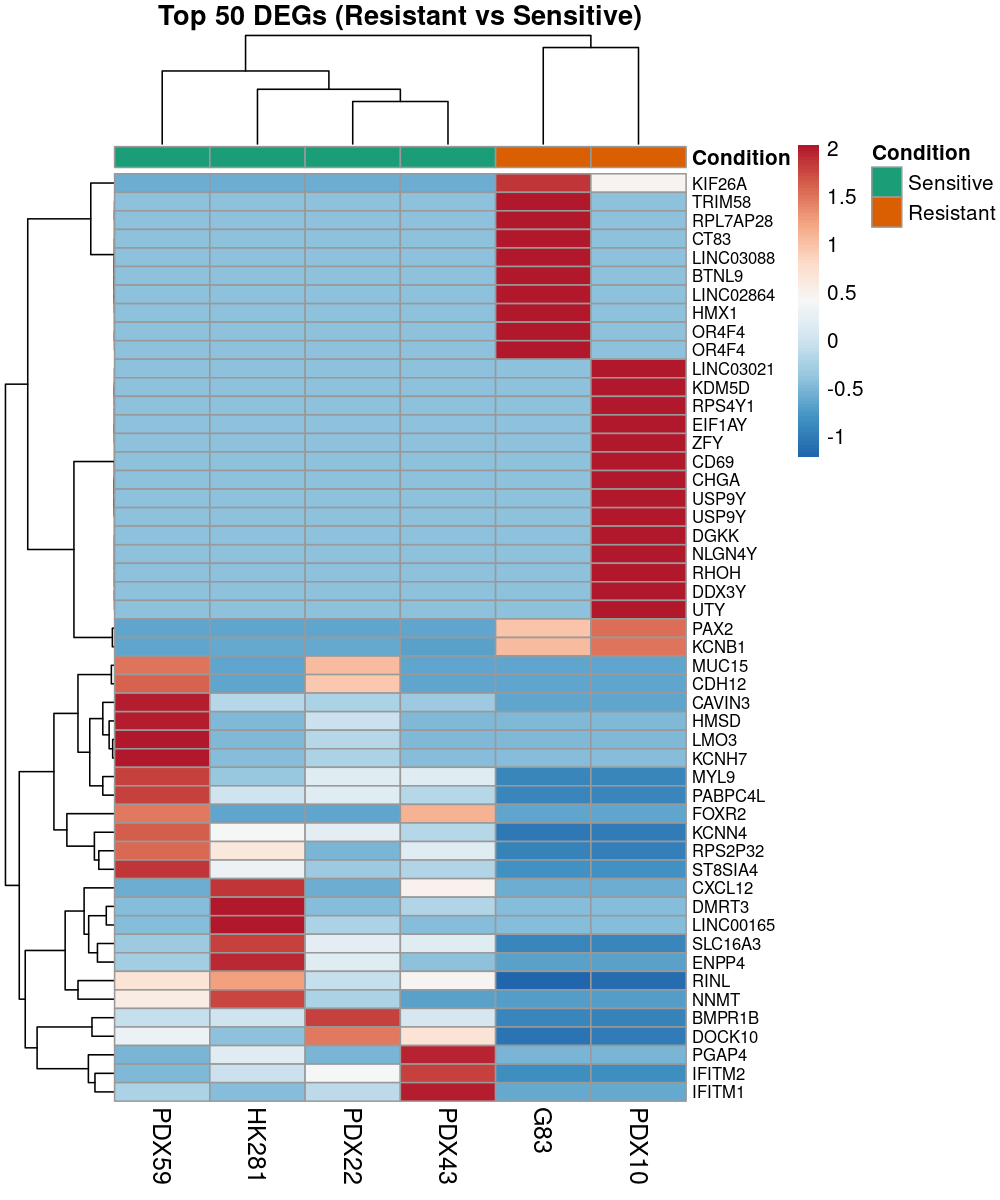 Top 50 DEGs (Resistant vs Sensitive)
Condition
KIF26A
TRIM58
RPL7AP28
CT83
LINC03088
BTNL9
LINC02864
HMX1
OR4F4
OR4F4
LINC03021
KDM5D
RPS4Y1
EIF1AY
ZFY
CD69
CHGA
USP9Y
USP9Y
DGKK
NLGN4Y
RHOH
DDX3Y
UTY
PAX2
KCNB1
MUC15
CDH12
CAVIN3
HMSD
LMO3
KCNH7
MYL9
PABPC4L
FOXR2
KCNN4
RPS2P32
ST8SIA4
CXCL12
DMRT3
LINC00165
SLC16A3
ENPP4
RINL
NNMT
BMPR1B
DOCK10
PGAP4
IFITM2
IFITM1
2
1.5
1
0.5
0
-0.5
-1
Condition
Sensitive
Resistant
PDX59
HK281
PDX22
PDX43
G83
PDX10